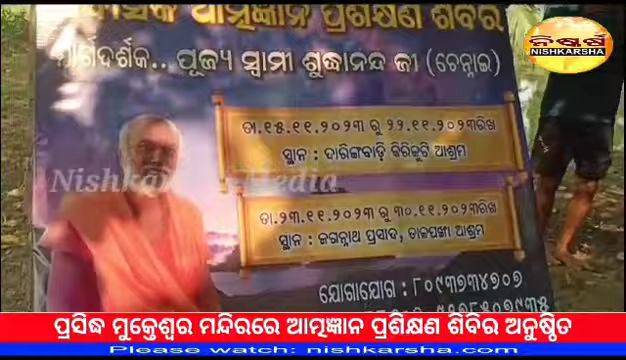 ଆତ୍ମଜ୍ଞାନ ପ୍ରଶିକ୍ଷଣ ଶିବିର
ମାର୍ଗଦର୍ଶକ... ପୂଜ୍ୟ ସ୍ୱାମୀ ଶୁଦ୍ଧାନନ୍ଦ ଜୀ (ଚେନ୍ନାଇ)
ନିଷ୍କର୍ଷ
NISHKARSHA
ତା.୧୫.୧୧.୨୦୨୩ ରୁ ୨୨.୧୧.୨୦୨୩ରିଖ
ସ୍ଥାନ : ଦାରିଙ୍ଗବାଡ଼ି କିରିକୁଟି ଆଶ୍ରମ
Nishkarsha Media
ତା.୨୩.୧୧.୨୦୨୩ ରୁ ୩୦.୧୧.୨୦୨୩ରିଖ
ସ୍ଥାନ : ଜଗନ୍ନାଥ ପ୍ରସାଦ, ତାଳପଖୀ ଆଶ୍ରମ
ଯୋଗାଯୋଗ : ୮୦୯୩୭୩୪୭୦୭
ପ୍ରସିଦ୍ଧ ମୁକ୍ତେଶ୍ୱର ମନ୍ଦିରରେ ଆତ୍ମଜ୍ଞାନ ପ୍ରଶିକ୍ଷଣ ଶିବିର ଅନୁଷ୍ଠିତ
Please watch: nishkarsha.com